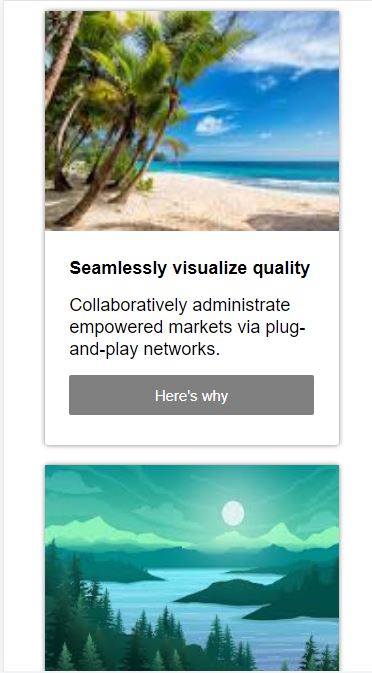 Seamlessly visualize quality
Collaboratively administrate
empowered markets via plug-
and-play networks.
Here's why